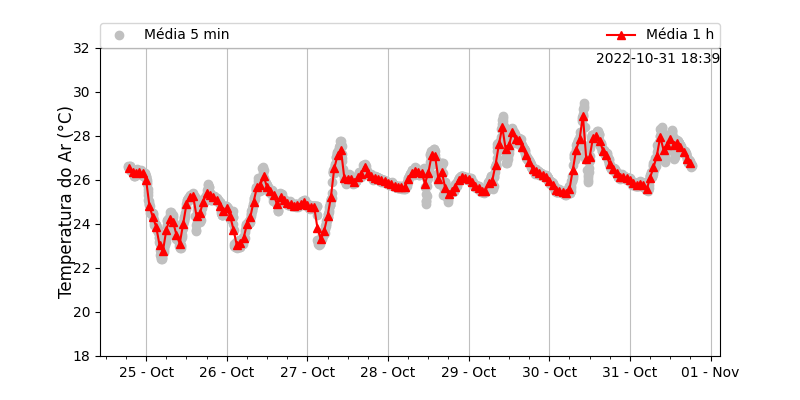 Média 5 min
Média 1 h
2022-10-31 18:39
Temperatura do Ar (°C)
32
30
28
26
24
22
20
18
25 - Oct
26 - Oct
27 - Oct
28 - Oct
29 - Oct
30 - Oct
31 - Oct
01 - Nov